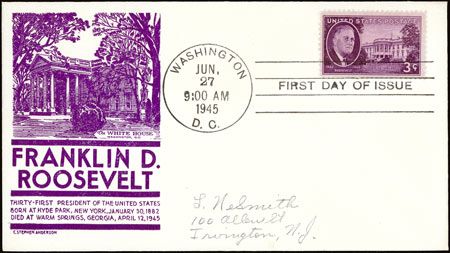 The WHITE HOUSE
WASHINGTON, D.C.
FRANKLIN D.
ROOSEVELT
THIRTY-FIRST PRESIDENT OF THE UNITED STATES
BORN AT HYDE PARK, NEW YORK, JANUARY 30, 1882
DIED AT WARM SPRINGS, GEORGIA, APRIL 12, 1945
C. STEPHEN ANDERSON
WASHINGTON
JUN.
27
9:00 AM
1945
D. C.
UNITED STATES POSTAGE
3¢
FIRST DAY OF ISSUE
L. NeSmith
100
Irvington, N.J.